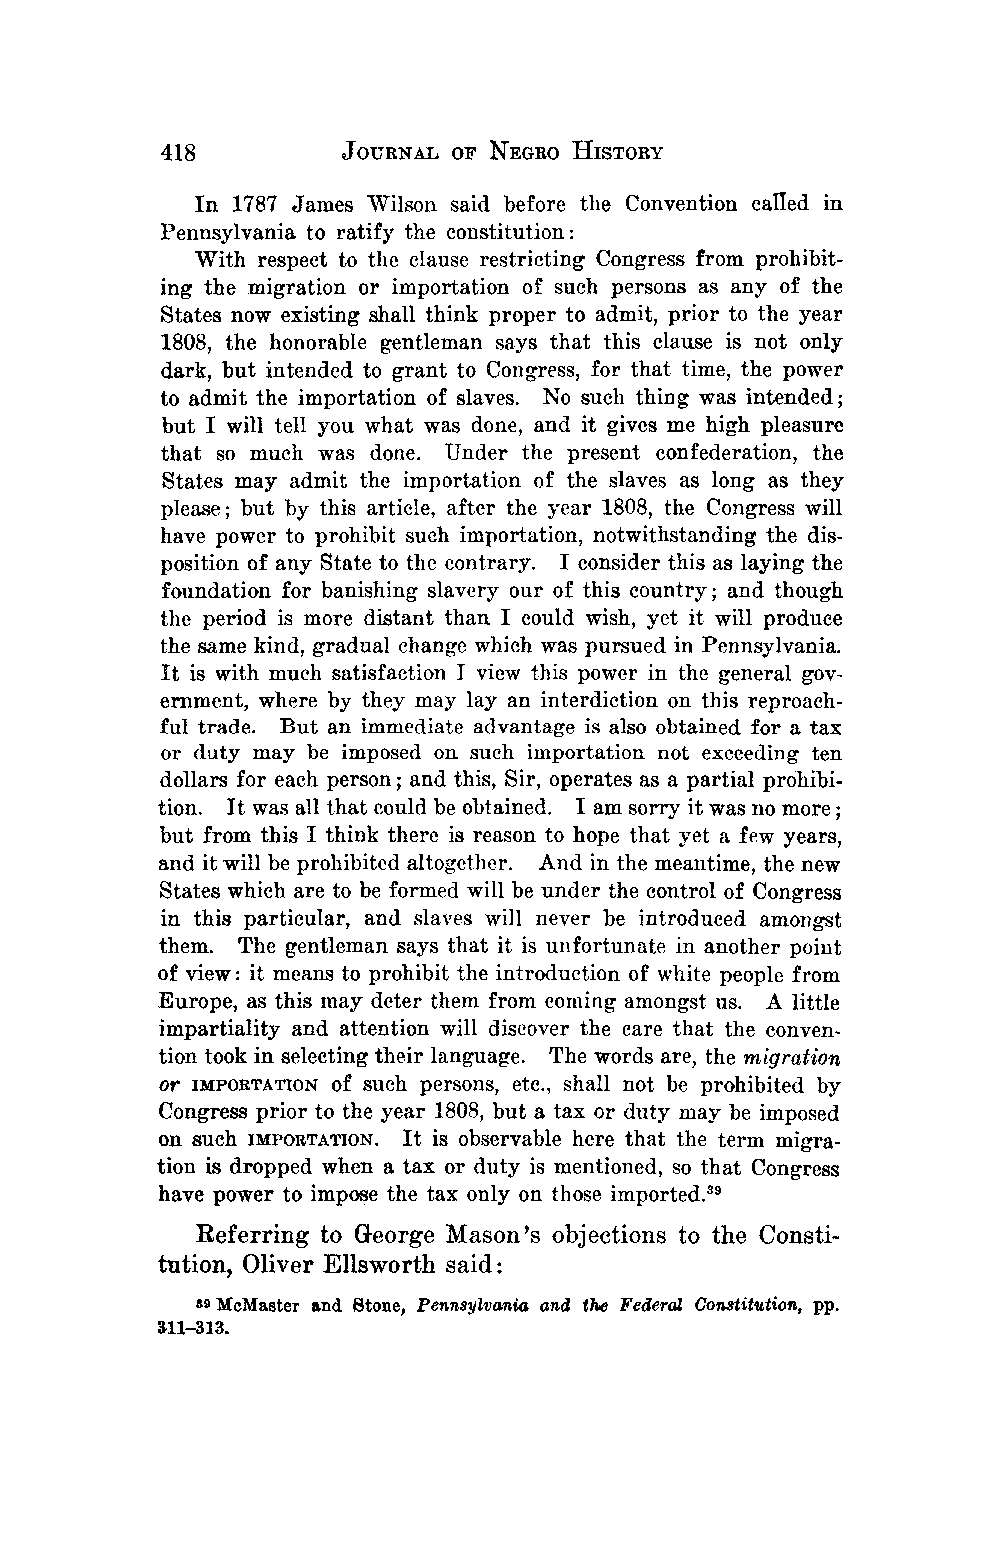 418 JOURNAL OF NEGRO HISTORY
In 1787 James Wilson said before the Convention called in
Pennsylvania to ratify the constitution:
With respect to the clause restricting Congress from prohibit-
ing the migration or importation of such persons as any of the
States now existing shall think proper to admit, prior to the year
1808, the honorable gentleman says that this clause is not only
dark, but intended to grant to Congress, for that time, the power
to admit the importation of slaves. No such thing was intended;
but I will tell you what was done, and it gives me high pleasure
that so much was done. Under the present confederation, the
States may admit the importation of the slaves as long as they
please; but by this article, after the year 1808, the Congress will
have power to prohibit such importation, notwithstanding the dis-
position of any State to the contrary. I consider this as laying the
foundation for banishing slavery our of this country; and though
the period is more distant than I could wish, yet it will produce
the same kind, gradual change which was pursued in Pennsylvania.
It is with much satisfaction I view this power in the general gov-
ernment, where by they may lay an interdiction on this reproach-
ful trade. But an immediate advantage is also obtained for a tax
or duty may be imposed on such importation not exceeding ten
dollars for each person; and this, Sir, operates as a partial prohibi-
tion. It was all that could be obtained. I am sorry it was no more;
but from this I think there is reason to hope that yet a few years,
and it will be prohibited altogether. And in the meantime, the new
States which are to be formed will be under the control of Congress
in this particular, and slaves will never be introduced amongst
them. The gentleman says that it is unfortunate in another point
of view: it means to prohibit the introduction of white people from
Europe, as this may deter them from coming amongst us. A little
impartiality and attention will discover the care that the conven-
tion took in selecting their language. The words are, the migration
or IMPORTATION of such persons, etc., shall not be prohibited by
Congress prior to the year 1808, but a tax or duty may be imposed
on such IMPORTATION. It is observable here that the term migra-
tion is dropped when a tax or duty is mentioned, so that Congress
have power to impose the tax only on those imported.39
Referring to George Mason's objections to the Consti-
tution, Oliver Ellsworth said:
39 McMaster and Stone, Pennsylvania and the Federal Constitution, pp.
311–313.